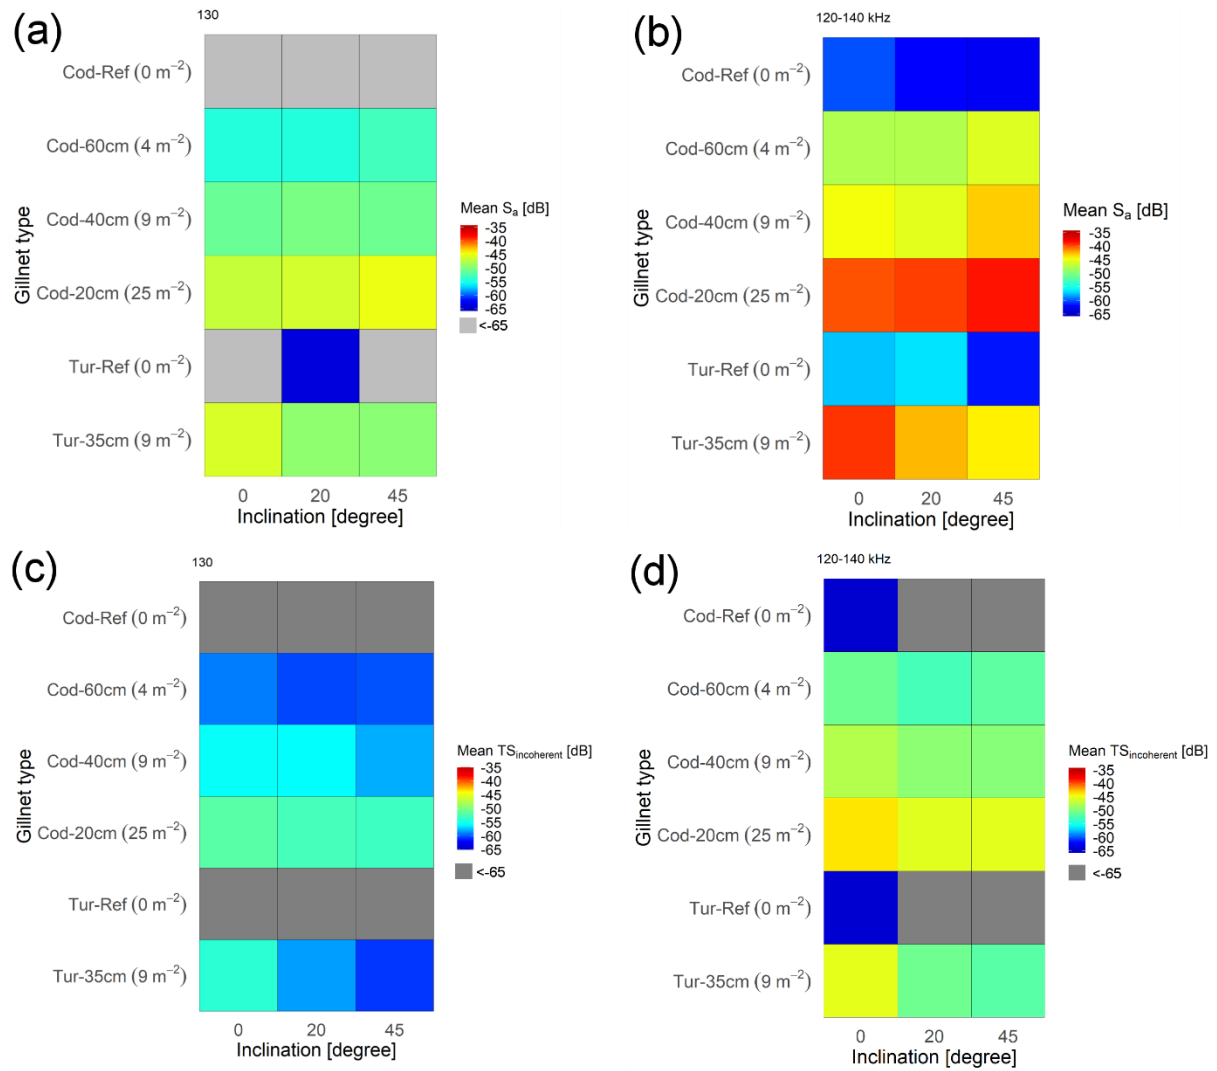 (a)
130
Cod-Ref (0 m⁻²)
Cod-60cm (4 m⁻²)
Cod-40cm (9 m⁻²)
Cod-20cm (25 m⁻²)
Tur-Ref (0 m⁻²)
Tur-35cm (9 m⁻²)
Gillnet type
0 20 45
Inclination [degree]
Mean Sₐ [dB]
-35
-40
-45
-50
-55
-60
-65
<-65
(b)
120-140 kHz
Cod-Ref (0 m⁻²)
Cod-60cm (4 m⁻²)
Cod-40cm (9 m⁻²)
Cod-20cm (25 m⁻²)
Tur-Ref (0 m⁻²)
Tur-35cm (9 m⁻²)
Gillnet type
0 20 45
Inclination [degree]
Mean Sₐ [dB]
-35
-40
-45
-50
-55
-60
-65
(c)
130
Cod-Ref (0 m⁻²)
Cod-60cm (4 m⁻²)
Cod-40cm (9 m⁻²)
Cod-20cm (25 m⁻²)
Tur-Ref (0 m⁻²)
Tur-35cm (9 m⁻²)
Gillnet type
0 20 45
Inclination [degree]
Mean TSincoherent [dB]
-35
-40
-45
-50
-55
-60
-65
<-65
(d)
120-140 kHz
Cod-Ref (0 m⁻²)
Cod-60cm (4 m⁻²)
Cod-40cm (9 m⁻²)
Cod-20cm (25 m⁻²)
Tur-Ref (0 m⁻²)
Tur-35cm (9 m⁻²)
Gillnet type
0 20 45
Inclination [degree]
Mean TSincoherent [dB]
-35
-40
-45
-50
-55
-60
-65
<-65